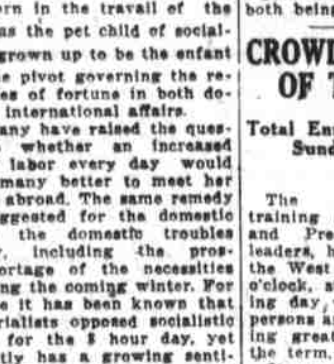 orn in the travail of the
as the pet child of social-
grown up to be the enfant
e pivot governing the re-
es of fortune in both do-
international affairs.
any have raised the ques-
whether an increased
labor every day would
many better to meet her
abroad. The same remedy
ggested for the domestic
the domestic troubles
, including the pros-
ortage of the necessities
ng the coming winter. For
e it has been known that
rialists opposed socialistic
for the 8 hour day, yet
tly has a growing senti-
both being
CROWL
OF
Total En
Sund
The
training
and Pre
leaders, h
the West
o'clock, a
ing day,
persons a
ing grea
the term